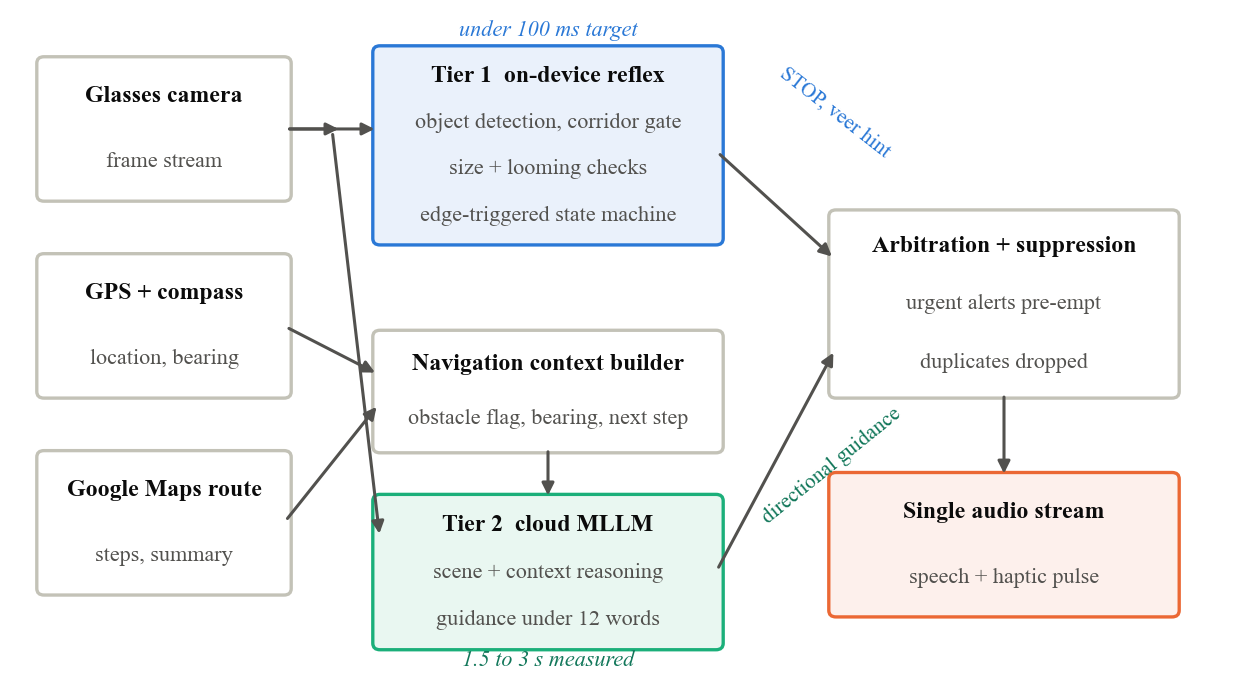 under 100 ms target
Glasses camera
frame stream
Tier 1 on-device reflex
object detection, corridor gate
size + looming checks
edge-triggered state machine
STOP, veer hint
GPS + compass
location, bearing
Navigation context builder
obstacle flag, bearing, next step
Arbitration + suppression
urgent alerts pre-empt
duplicates dropped
Google Maps route
steps, summary
Tier 2 cloud MLLM
scene + context reasoning
guidance under 12 words
1.5 to 3 s measured
directional guidance
Single audio stream
speech + haptic pulse